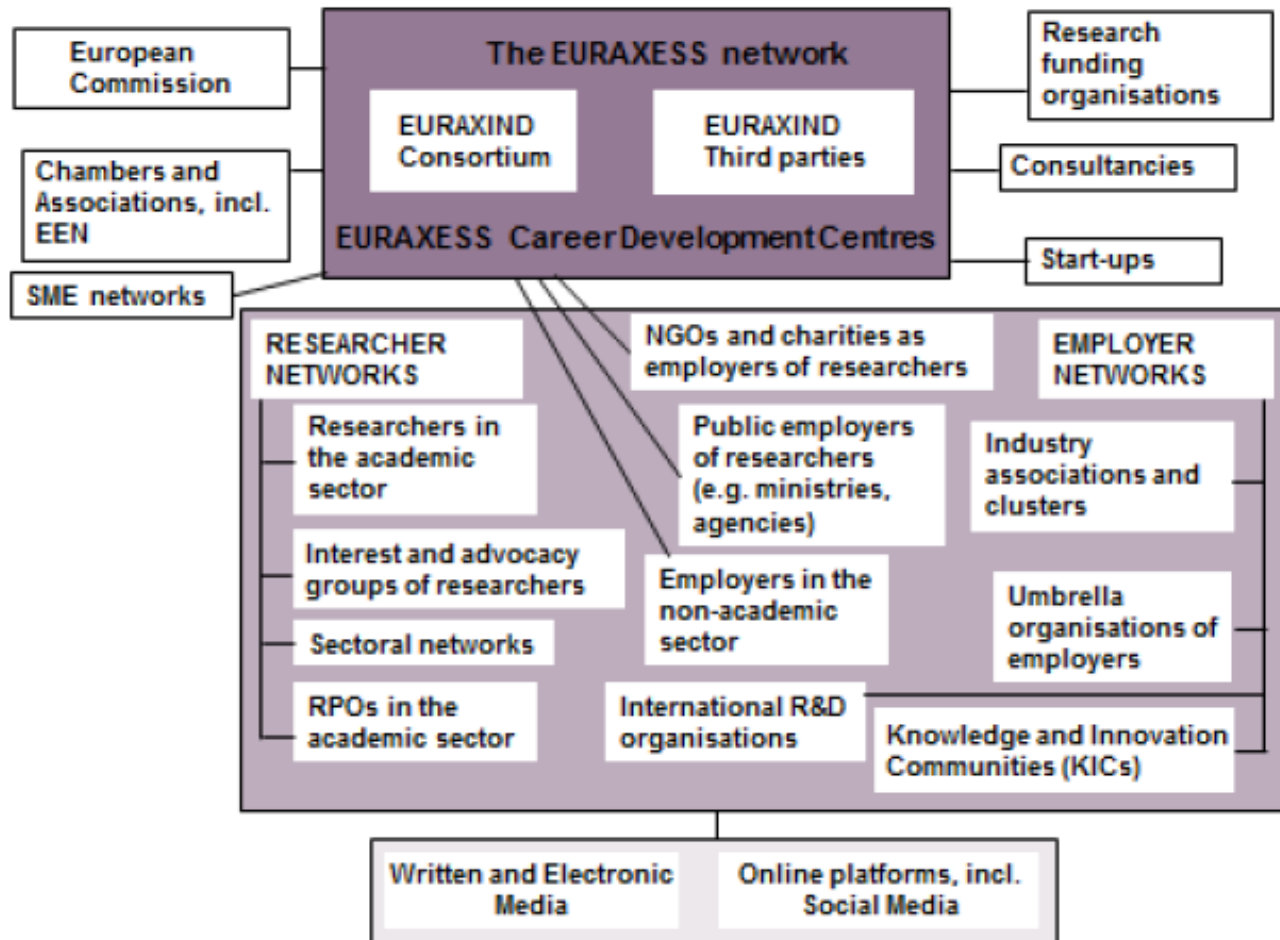 European
Commission
The EURAXESS network
Research
funding
organisations
EURAXIND
Consortium
EURAXIND
Third parties
Chambers and
Associations, incl.
EEN
Consultancies
EURAXESS Career Development Centres
Start-ups
SME networks
RESEARCHER
NETWORKS
NGOs and charities as
employers of researchers
EMPLOYER
NETWORKS
Researchers in
the academic
sector
Public employers
of researchers
(e.g. ministries,
agencies)
Industry
associations and
clusters
Interest and advocacy
groups of researchers
Employers in the
non-academic
sector
Umbrella
organisations of
employers
Sectoral networks
RPOs in the
academic sector
International R&D
organisations
Knowledge and Innovation
Communities (KICs)
Written and Electronic
Media
Online platforms, incl.
Social Media